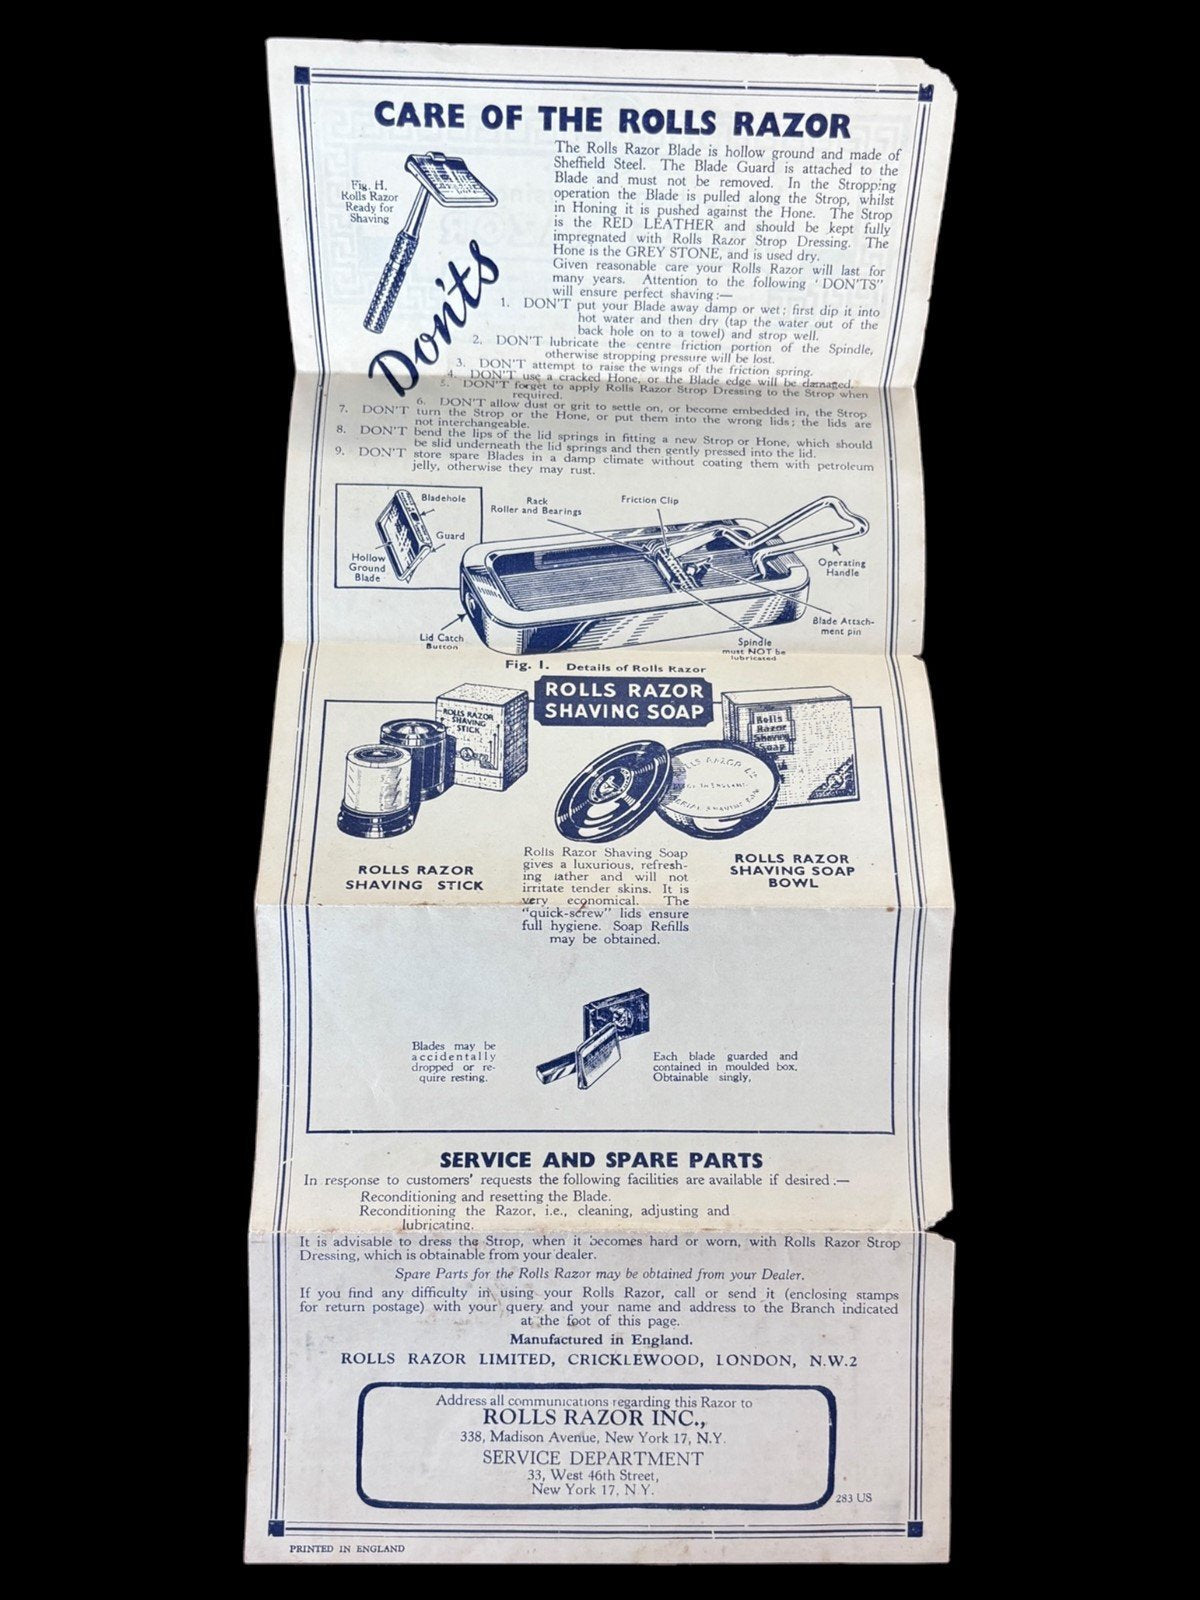 CARE OF THE ROLLS RAZOR
Fig. H.
Rolls Razor
Ready for
Shaving
The Rolls Razor Blade is hollow ground and made of
Sheffield Steel. The Blade Guard is attached to the
Blade and must not be removed. In the Stropping
operation the Blade is pulled along the Strop, whilst
in Honing it is pushed against the Hone. The Strop
is the RED LEATHER and should be kept fully
impregnated with Rolls Razor Strop Dressing. The
Hone is the GREY STONE, and is used dry.
Given reasonable care your Rolls Razor will last for
many years. Attention to the following 'DON'TS"
will ensure perfect shaving:—
Don'ts
1. DON'T put your Blade away damp or wet; first dip it into
hot water and then dry (tap the water out of the
back hole on to a towel) and strop well.
2. DON'T lubricate the centre friction portion of the Spindle,
otherwise stropping pressure will be lost.
3. DON'T attempt to raise the wings of the friction spring.
4. DON'T use a cracked Hone, or the Blade edge will be damaged.
5. DON'T forget to apply Rolls Razor Strop Dressing to the Strop when
required.
6. DON'T allow dust or grit to settle on, or become embedded in, the Strop
7. DON'T turn the Strop or the Hone, or put them into the wrong lids; the lids are
not interchangeable.
8. DON'T bend the lips of the lid springs in fitting a new Strop or Hone, which should
be slid underneath the lid springs and then gently pressed into the lid.
9. DON'T store spare Blades in a damp climate without coating them with petroleum
jelly, otherwise they may rust.
Bladehole
Guard
Hollow
Ground
Blade
Rack
Roller and Bearings
Friction Clip
Operating
Handle
Blade Attach-
ment pin
Lid Catch
Button
Spindle
must NOT be
lubricated
Fig. I. Details of Rolls Razor
ROLLS RAZOR
SHAVING SOAP
ROLLS RAZOR
SHAVING
STICK
Rolls
Razor
Shaving
Soap
ROLLS RAZOR
SHAVING STICK
Rolls Razor Shaving Soap
gives a luxurious, refresh-
ing lather and will not
irritate tender skins. It is
very economical. The
"quick-screw" lids ensure
full hygiene. Soap Refills
may be obtained.
ROLLS RAZOR
SHAVING SOAP
BOWL
Blades may be
accidentally
dropped or re-
quire resting.
Each blade guarded and
contained in moulded box.
Obtainable singly,
SERVICE AND SPARE PARTS
In response to customers' requests the following facilities are available if desired.—
Reconditioning and resetting the Blade.
Reconditioning the Razor, i.e., cleaning, adjusting and
lubricating.
It is advisable to dress the Strop, when it becomes hard or worn, with Rolls Razor Strop
Dressing, which is obtainable from your dealer.
Spare Parts for the Rolls Razor may be obtained from your Dealer.
If you find any difficulty in using your Rolls Razor, call or send it (enclosing stamps
for return postage) with your query and your name and address to the Branch indicated
at the foot of this page.
Manufactured in England.
ROLLS RAZOR LIMITED, CRICKLEWOOD, LONDON, N.W.2
Address all communications regarding this Razor to
ROLLS RAZOR INC.,
338, Madison Avenue, New York 17, N.Y.
SERVICE DEPARTMENT
33, West 46th Street,
New York 17, N.Y.
283 US
PRINTED IN ENGLAND